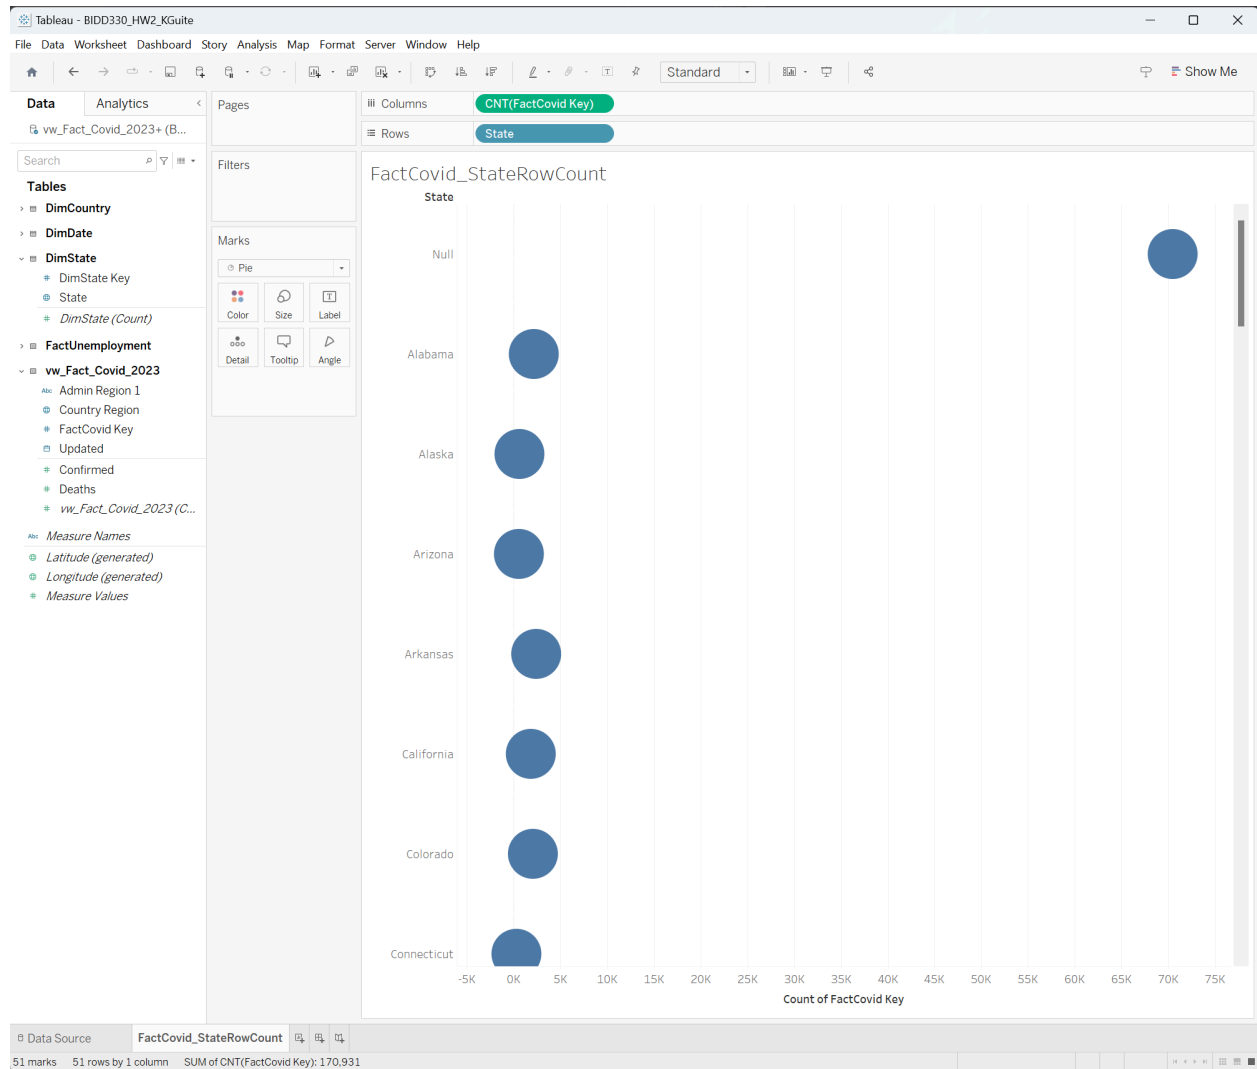 Tableau - BIDD330_HW2_KGuite
File Data Worksheet Dashboard Story Analysis Map Format Server Window Help
Standard
Show Me
Data Analytics
vw_Fact_Covid_2023+ (B...
Search
Tables
DimCountry
DimDate
DimState
DimState Key
State
DimState (Count)
FactUnemployment
vw_Fact_Covid_2023
Abc Admin Region 1
Country Region
FactCovid Key
Updated
Confirmed
Deaths
vw_Fact_Covid_2023 (C...
Abc Measure Names
Latitude (generated)
Longitude (generated)
Measure Values
Pages
Filters
Marks
Pie
Color Size Label
Detail Tooltip Angle
Columns CNT(FactCovid Key)
Rows State
FactCovid_StateRowCount
State
Null
Alabama
Alaska
Arizona
Arkansas
California
Colorado
Connecticut
-5K 0K 5K 10K 15K 20K 25K 30K 35K 40K 45K 50K 55K 60K 65K 70K 75K
Count of FactCovid Key
Data Source FactCovid_StateRowCount
51 marks 51 rows by 1 column SUM of CNT(FactCovid Key): 170,931